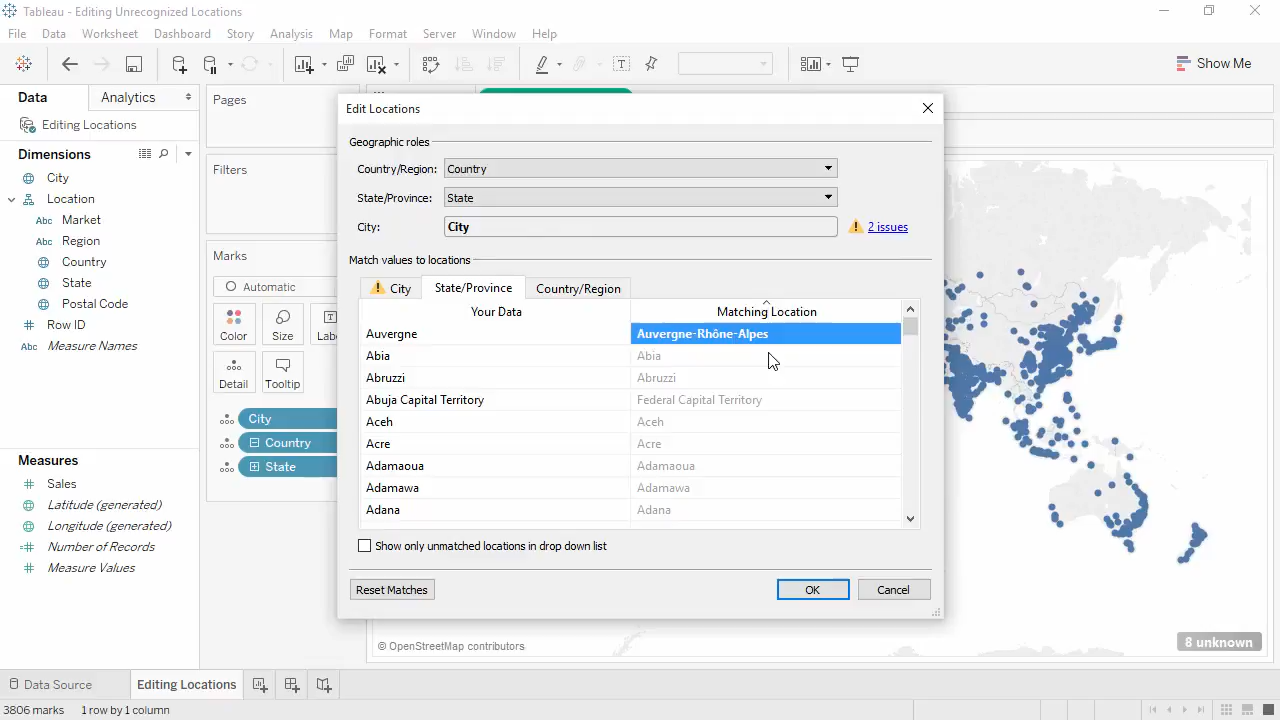 Tableau - Editing Unrecognized Locations
File Data Worksheet Dashboard Story Analysis Map Format Server Window Help
Show Me
Data
Analytics
Editing Locations
Dimensions
City
Location
Abc Market
Abc Region
Country
State
Postal Code
Row ID
Abc Measure Names
Measures
Sales
Latitude (generated)
Longitude (generated)
Number of Records
Measure Values
Pages
Filters
Marks
Automatic
Color
Size
Detail
Tooltip
City
Country
State
Edit Locations
Geographic roles
Country/Region: Country
State/Province: State
City: City 2 issues
Match values to locations
City State/Province Country/Region
Your Data Matching Location
Auvergne Auvergne-Rhône-Alpes
Abia Abia
Abruzzi Abruzzi
Abuja Capital Territory Federal Capital Territory
Aceh Aceh
Acre Acre
Adamaoua Adamaoua
Adamawa Adamawa
Adana Adana
Show only unmatched locations in drop down list
Reset Matches OK Cancel
© OpenStreetMap contributors
8 unknown
Data Source Editing Locations
3806 marks 1 row by 1 column